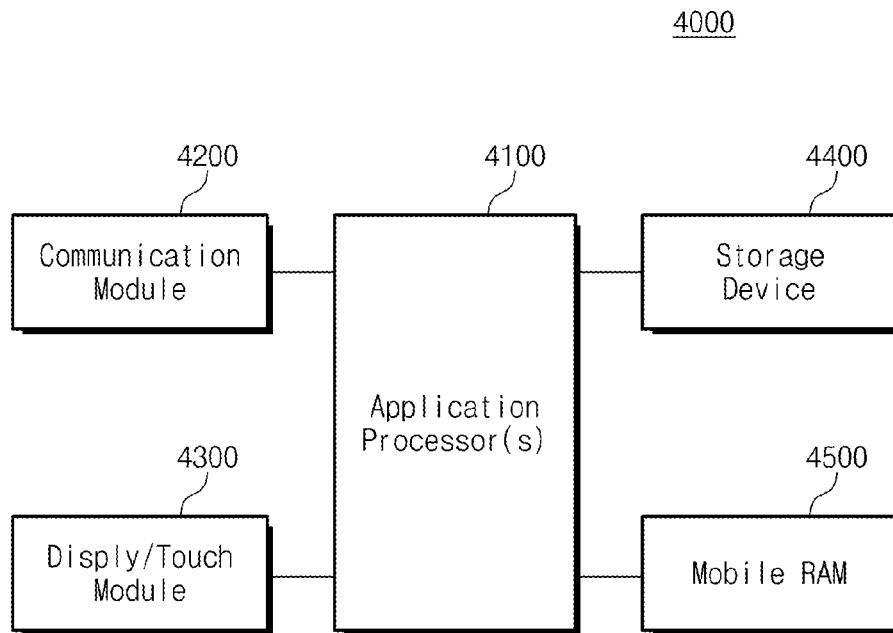 4000
4200
4100
4400
Communication
Module
Application
Processor(s)
Storage
Device
4300
4500
Disply/Touch
Module
Mobile RAM